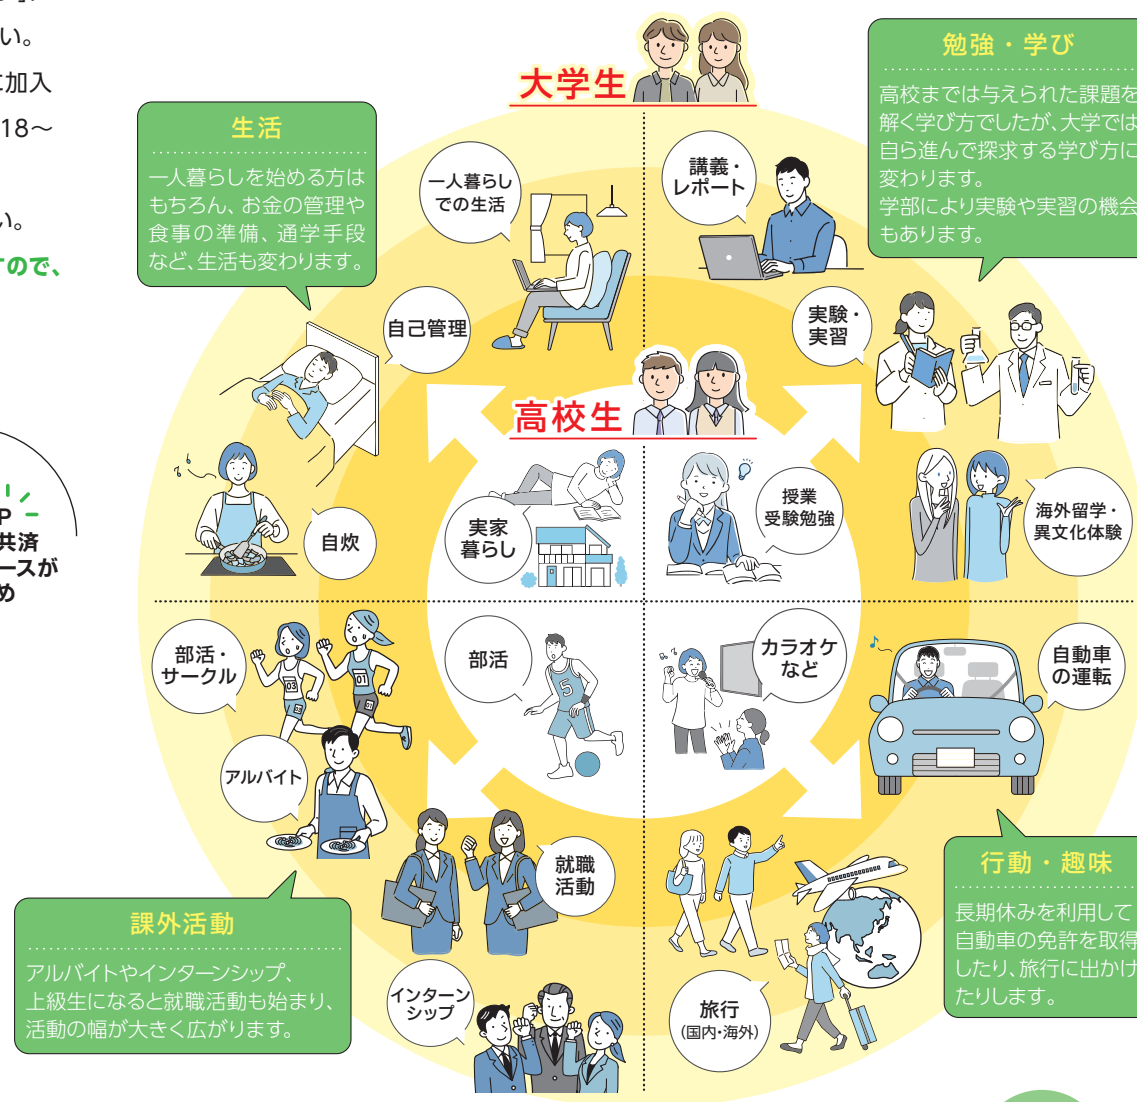 い。
加入
18～
い。
ので、
P
共済
ースが
め
大学生
生活
一人暮らしを始める方は
もちろん、お金の管理や
食事の準備、通学手段
など、生活も変わります。
勉強・学び
高校までは与えられた課題を
解く学び方でしたが、大学では
自ら進んで探求する学び方に
変わります。
学部により実験や実習の機会
もあります。
一人暮らし
での生活
講義・
レポート
自己管理
実験・
実習
高校生
自炊
実家
暮らし
授業
受験勉強
海外留学・
異文化体験
部活・
サークル
03
01
部活
5
カラオケ
など
自動車
の運転
アルバイト
就職
活動
課外活動
アルバイトやインターンシップ、
上級生になると就職活動も始まり、
活動の幅が大きく広がります。
インターン
シップ
旅行
(国内・海外)
行動・趣味
長期休みを利用して
自動車の免許を取得
したり、旅行に出かけ
たりします。